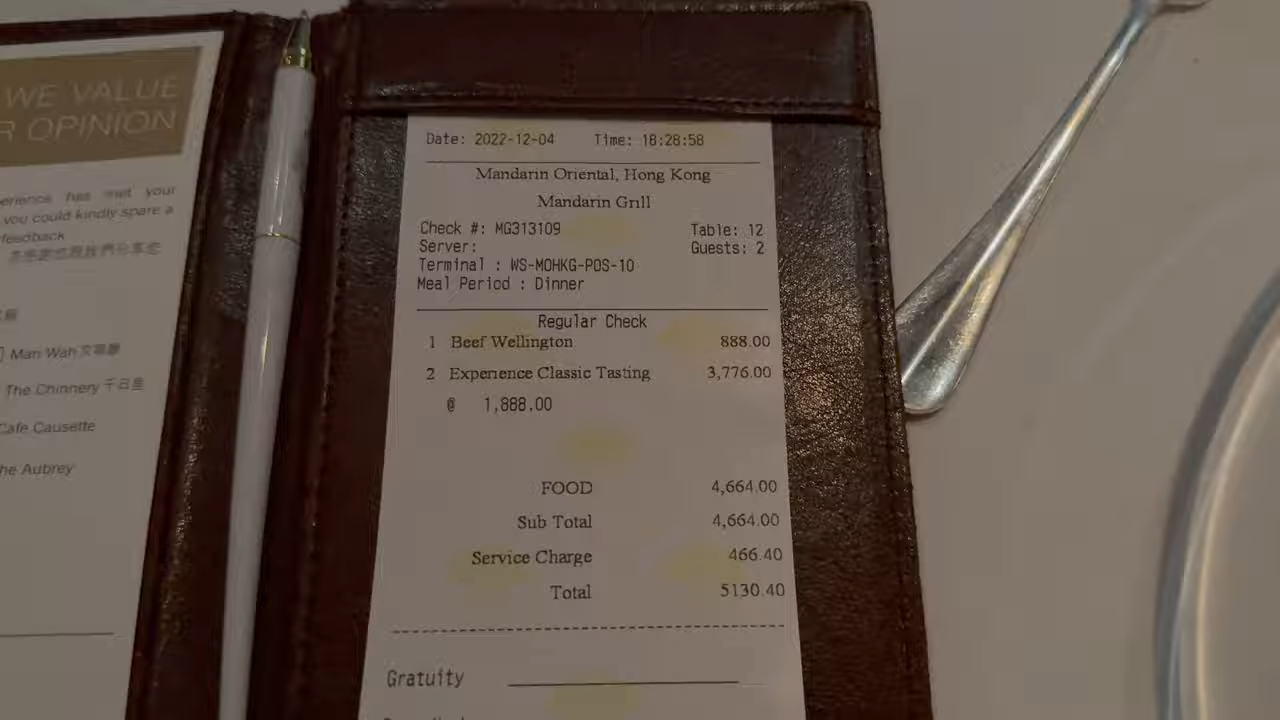 WE VALUE
R OPINION
erience has met your
you could kindly spare a
feedback
Man Wah 文華廳
The Chinnery 千日里
Cafe Causette
he Aubrey
Date: 2022-12-04 Time: 18:28:58
Mandarin Oriental, Hong Kong
Mandarin Grill
Check #: MG313109 Table: 12
Server: Guests: 2
Terminal : WS-MOHKG-POS-10
Meal Period : Dinner
Regular Check
1 Beef Wellington 888.00
2 Experience Classic Tasting 3,776.00
@ 1,888.00
FOOD 4,664.00
Sub Total 4,664.00
Service Charge 466.40
Total 5130.40
Gratuity